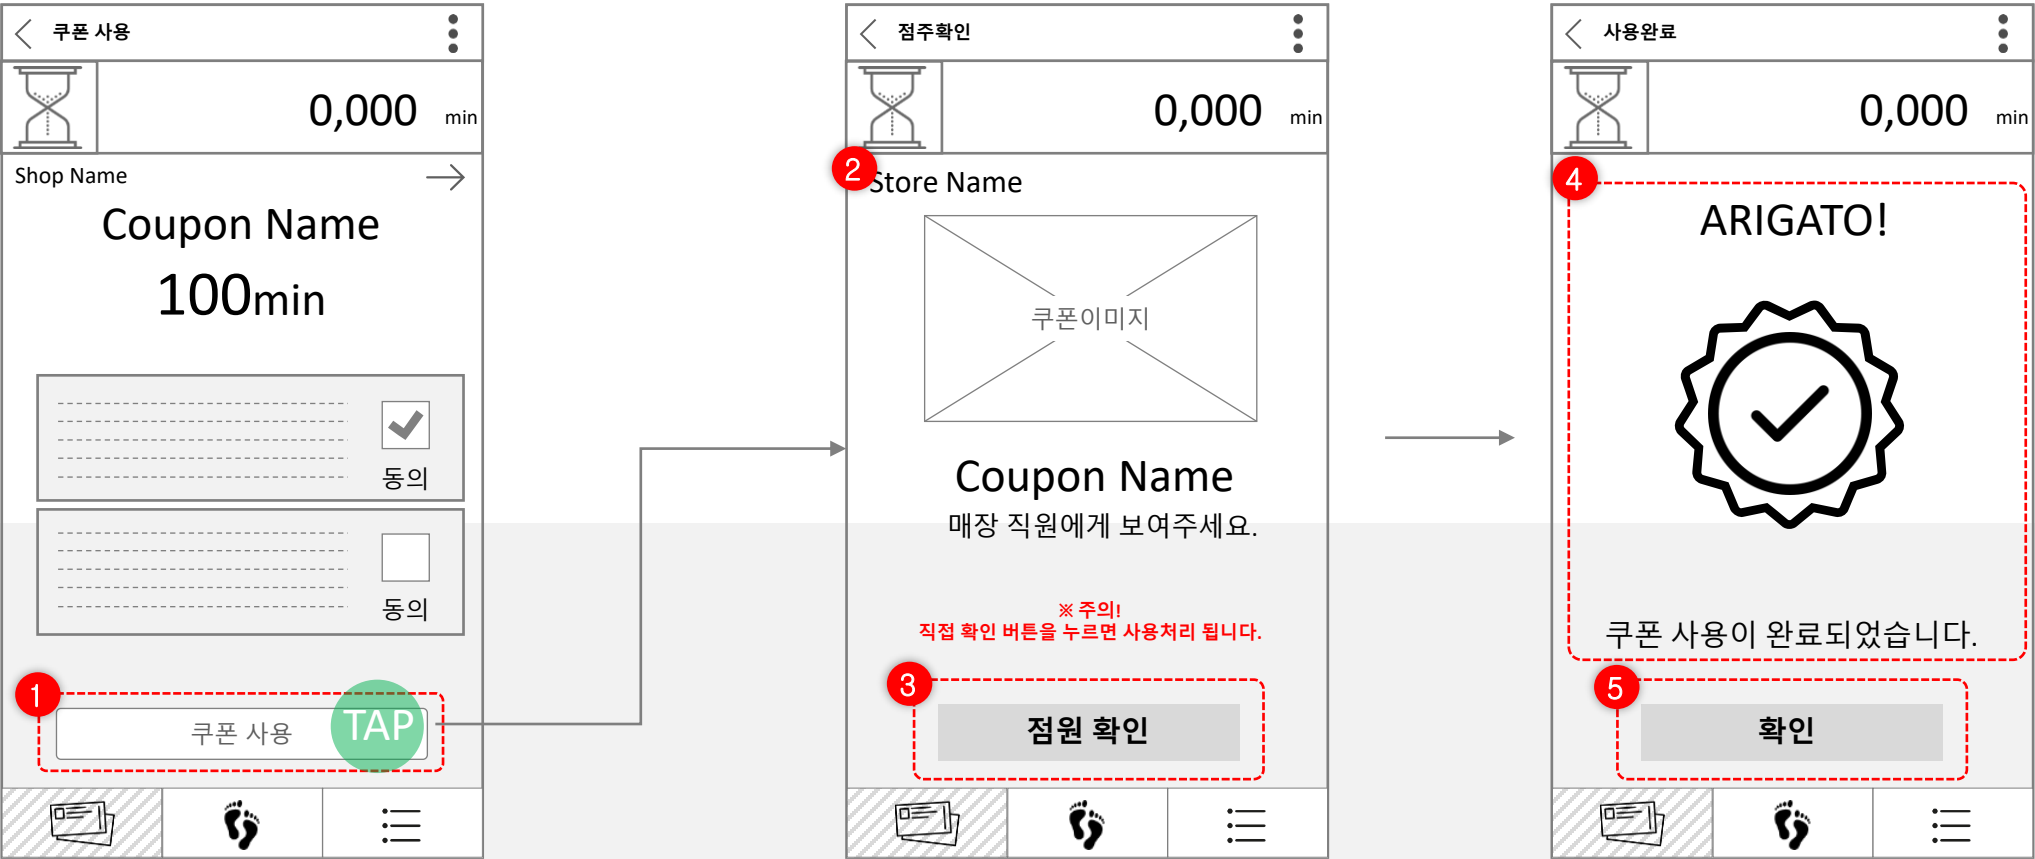 쿠폰 사용
0,000 min
Shop Name
Coupon Name
100min
동의
동의
1
쿠폰 사용
TAP
점주확인
0,000 min
2
Store Name
쿠폰이미지
Coupon Name
매장 직원에게 보여주세요.
※ 주의!
직접 확인 버튼을 누르면 사용처리 됩니다.
3
점원 확인
사용완료
0,000 min
4
ARIGATO!
쿠폰 사용이 완료되었습니다.
5
확인